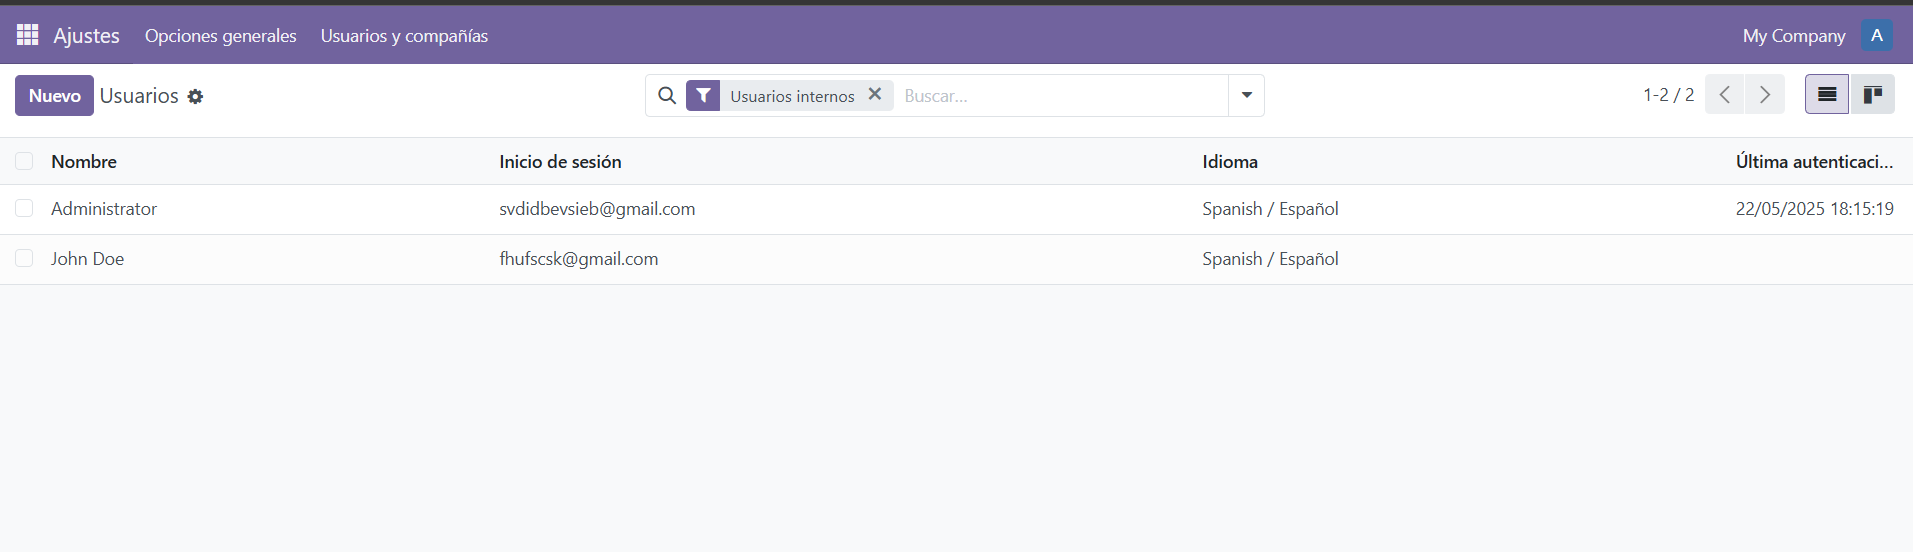 Ajustes Opciones generales Usuarios y compañías My Company A
Nuevo Usuarios Usuarios internos Buscar... 1-2 / 2
Nombre Inicio de sesión Idioma Última autenticaci...
Administrator svdidbevsieb@gmail.com Spanish / Español 22/05/2025 18:15:19
John Doe fhufscsk@gmail.com Spanish / Español